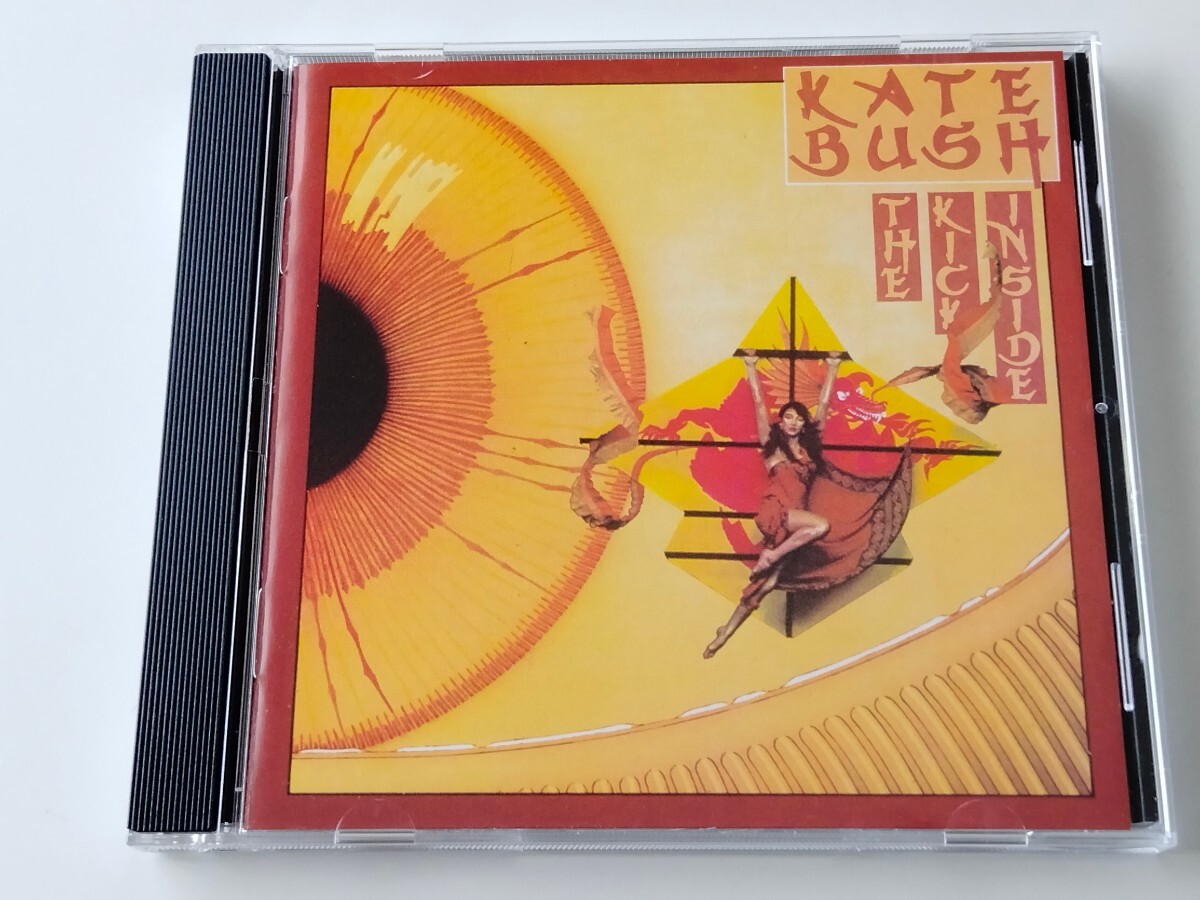 KATE
BUSH
THE
KICK
INSIDE